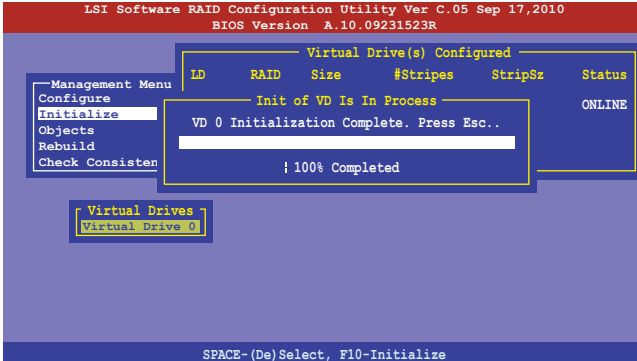 LSI Software RAID Configuration Utility Ver C.05 Sep 17,2010
BIOS Version A.10.09231523R
Virtual Drive(s) Configured
LD RAID Size #Stripes StripSz Status
ONLINE
Management Menu
Configure
Initialize
Objects
Rebuild
Check Consisten
Init of VD Is In Process
VD 0 Initialization Complete. Press Esc..
100% Completed
Virtual Drives
Virtual Drive 0
SPACE-(De)Select, F10-Initialize